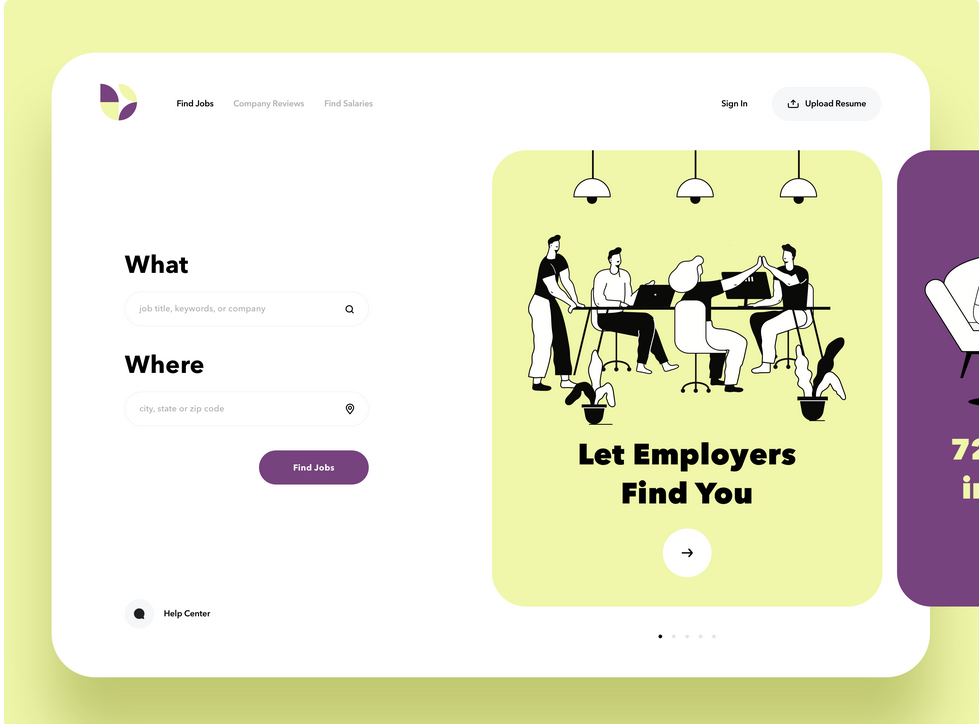 Find Jobs
Company Reviews
Find Salaries
Sign In
Upload Resume
What
job title, keywords, or company
Where
city, state or zip code
Find Jobs
Help Center
Let Employers
Find You
72